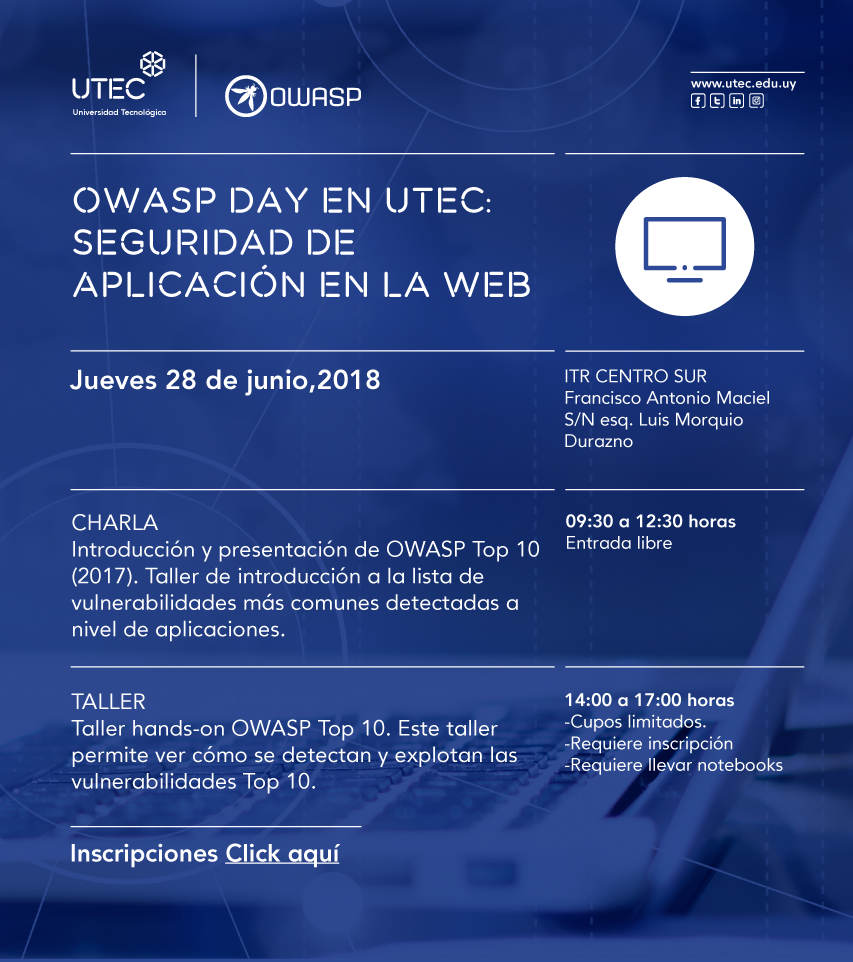 UTEC
Universidad Tecnológica
OWASP
www.utec.edu.uy
OWASP DAY EN UTEC:
SEGURIDAD DE
APLICACIÓN EN LA WEB
Jueves 28 de junio,2018
ITR CENTRO SUR
Francisco Antonio Maciel
S/N esq. Luis Morquio
Durazno
CHARLA
Introducción y presentación de OWASP Top 10
(2017). Taller de introducción a la lista de
vulnerabilidades más comunes detectadas a
nivel de aplicaciones.
09:30 a 12:30 horas
Entrada libre
TALLER
Taller hands-on OWASP Top 10. Este taller
permite ver cómo se detectan y explotan las
vulnerabilidades Top 10.
14:00 a 17:00 horas
-Cupos limitados.
-Requiere inscripción
-Requiere llevar notebooks
Inscripciones Click aquí